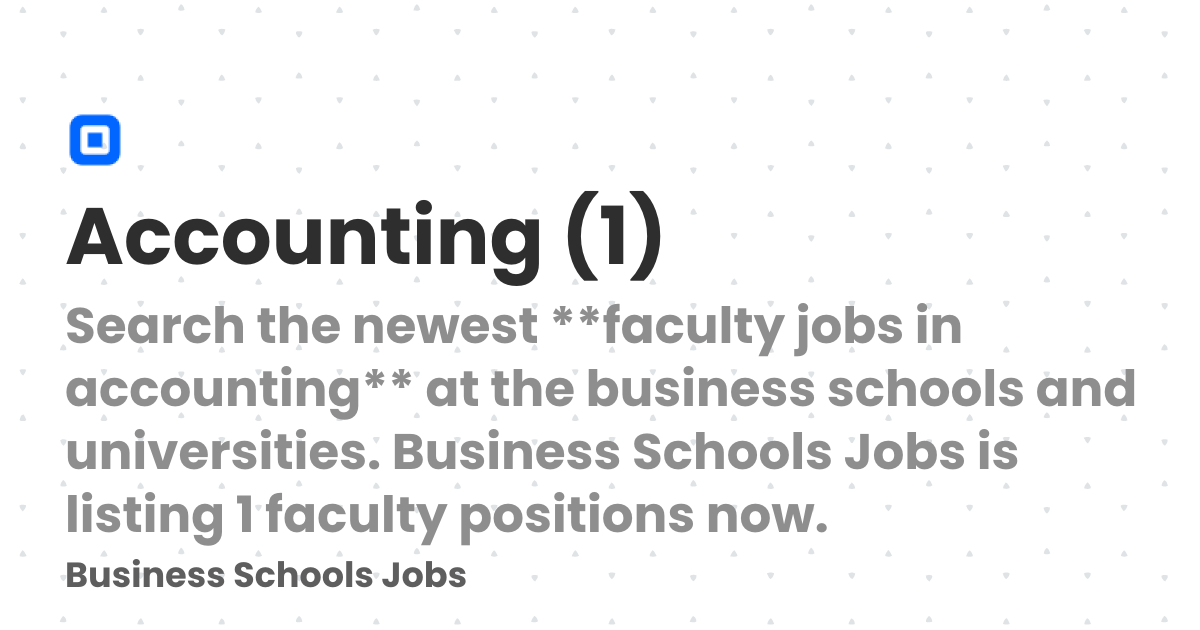 Accounting (1)
Search the newest **faculty jobs in
accounting** at the business schools and
universities. Business Schools Jobs is
listing 1 faculty positions now.
Business Schools Jobs